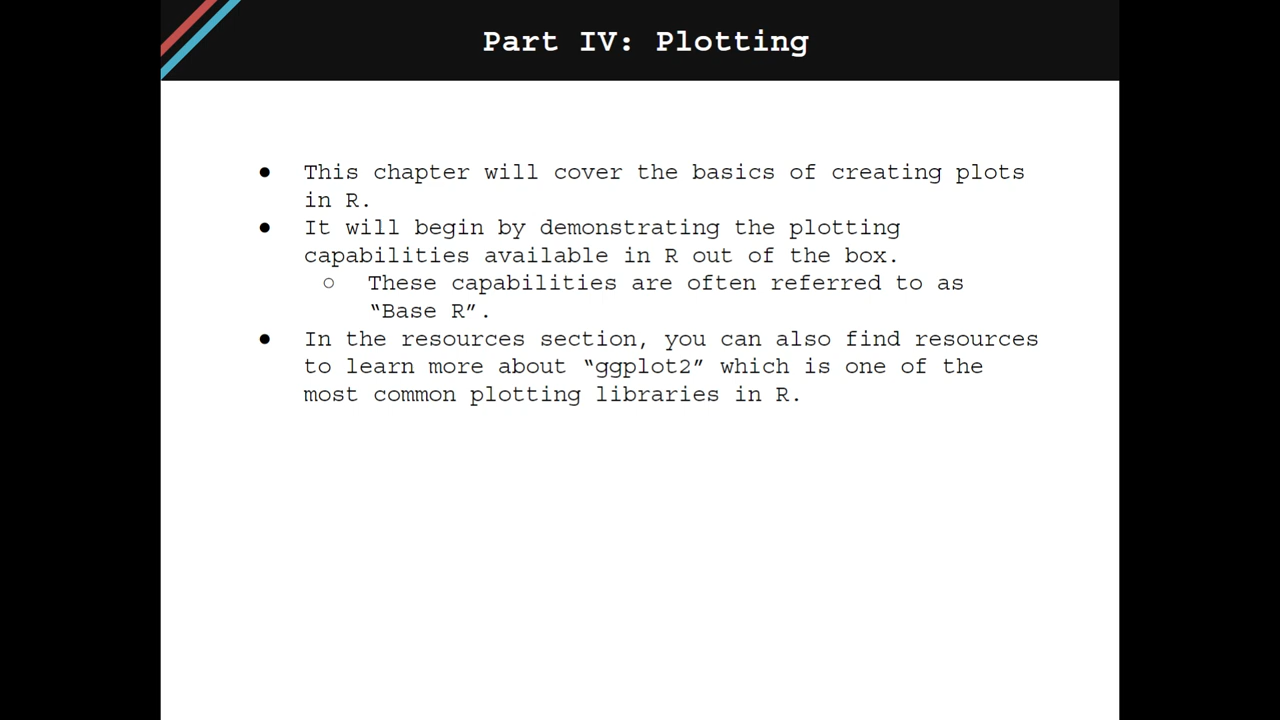 Part IV: Plotting
● This chapter will cover the basics of creating plots
in R.
● It will begin by demonstrating the plotting
capabilities available in R out of the box.
○ These capabilities are often referred to as
“Base R”.
● In the resources section, you can also find resources
to learn more about “ggplot2” which is one of the
most common plotting libraries in R.